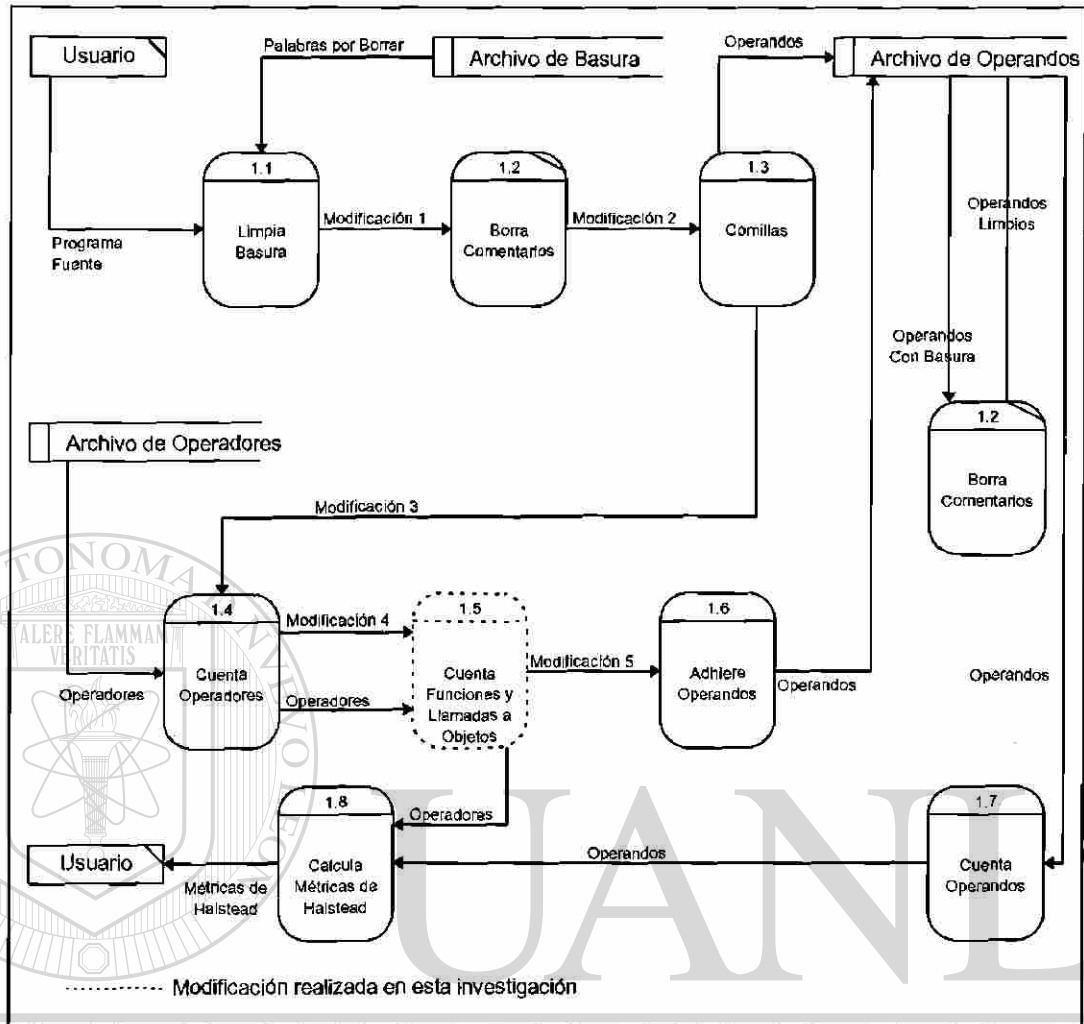 Usuario
Palabras por Borrar
Archivo de Basura
Operandos
Archivo de Operandos
1.1
Limpia
Basura
Programa
Fuente
Modificación 1
1.2
Borra
Comentarios
Modificación 2
1.3
Comillas
Operandos
Limpios
Operandos
Con Basura
1.2
Borra
Comentarios
Archivo de Operadores
Modificación 3
1.4
Cuenta
Operadores
Operadores
Modificación 4
Operadores
1.5
Cuenta
Funciones y
Llamadas a
Objetos
Modificación 5
1.6
Adhiere
Operandos
Operandos
Operandos
Operadores
1.8
Calcula
Métricas de
Halstead
Operandos
1.7
Cuenta
Operandos
Usuario
Métricas de
Halstead
Modificación realizada en esta investigación
ALERE FLAMMAM
VERITATIS
UANL